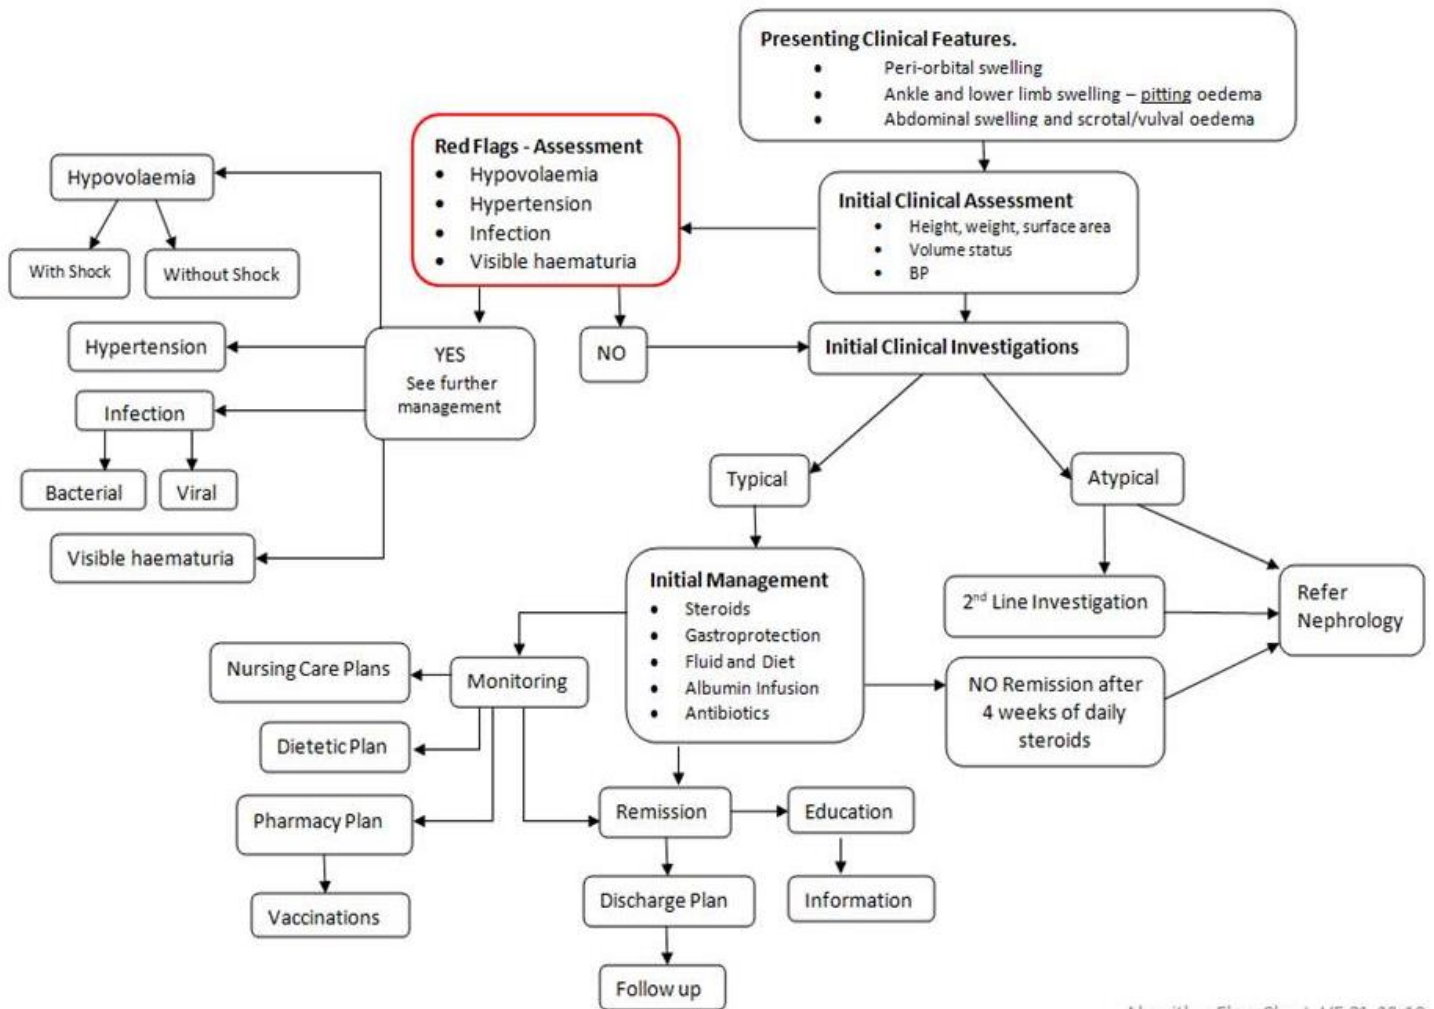 Presenting Clinical Features.
• Peri-orbital swelling
• Ankle and lower limb swelling – pitting oedema
• Abdominal swelling and scrotal/vulval oedema
Red Flags - Assessment
• Hypovolaemia
• Hypertension
• Infection
• Visible haematuria
Initial Clinical Assessment
• Height, weight, surface area
• Volume status
• BP
Hypovolaemia
With Shock
Without Shock
Hypertension
YES
See further
management
NO
Initial Clinical Investigations
Infection
Bacterial
Viral
Visible haematuria
Typical
Atypical
Initial Management
• Steroids
• Gastroprotection
• Fluid and Diet
• Albumin Infusion
• Antibiotics
2nd Line Investigation
Refer
Nephrology
NO Remission after
4 weeks of daily
steroids
Nursing Care Plans
Monitoring
Dietetic Plan
Pharmacy Plan
Vaccinations
Remission
Education
Discharge Plan
Information
Follow up